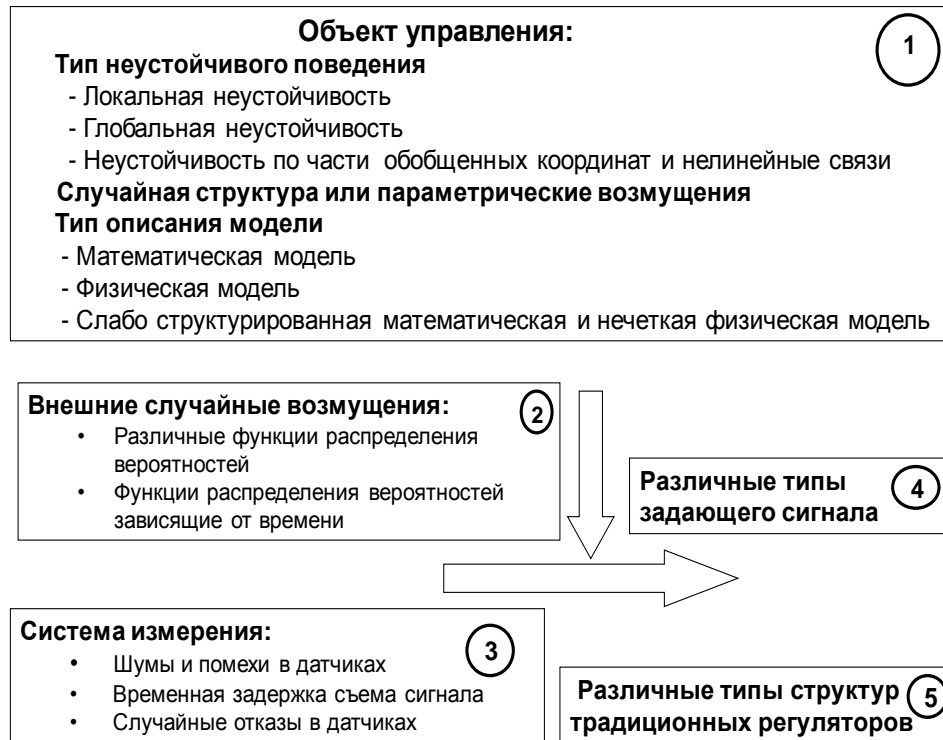 Объект управления:
1
Тип неустойчивого поведения
- Локальная неустойчивость
- Глобальная неустойчивость
- Неустойчивость по части обобщенных координат и нелинейные связи
Случайная структура или параметрические возмущения
Тип описания модели
- Математическая модель
- Физическая модель
- Слабо структурированная математическая и нечеткая физическая модель
Внешние случайные возмущения:
2
• Различные функции распределения
вероятностей
• Функции распределения вероятностей
зависящие от времени
Различные типы
задающего сигнала
4
Система измерения:
3
• Шумы и помехи в датчиках
• Временная задержка съема сигнала
• Случайные отказы в датчиках
Различные типы структур
традиционных регуляторов
5